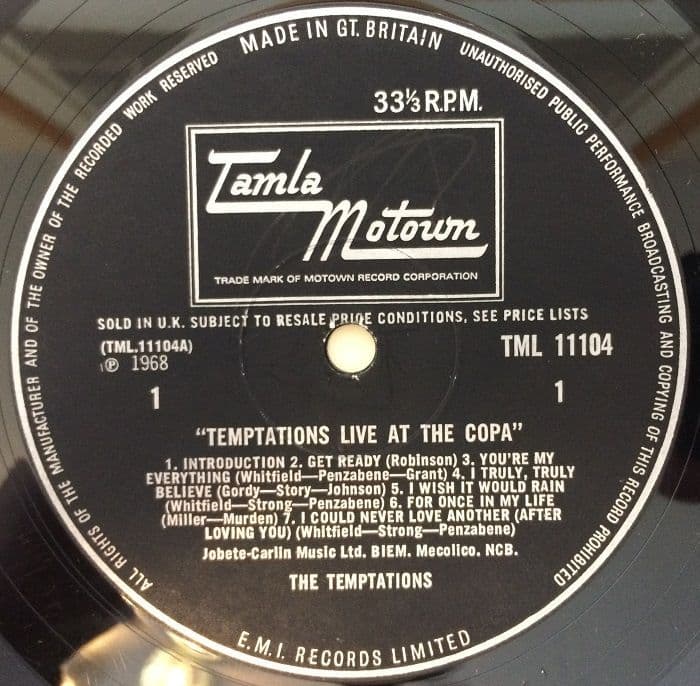 MADE IN GT. BRITAIN
UNAUTHORISED PUBLIC PERFORMANCE BROADCASTING AND COPYING OF THIS RECORD PROHIBITED
ALL RIGHTS OF THE MANUFACTURER AND OF THE OWNER OF THE RECORDED WORK RESERVED
33⅓ R.P.M.
Tamla
Motown
TRADE MARK OF MOTOWN RECORD CORPORATION
SOLD IN U.K. SUBJECT TO RESALE PRICE CONDITIONS, SEE PRICE LISTS
(TML.11104A)
TML 11104
℗ 1968
1
1
"TEMPTATIONS LIVE AT THE COPA"
1. INTRODUCTION 2. GET READY (Robinson) 3. YOU'RE MY
EVERYTHING (Whitfield—Penzabene—Grant) 4. I TRULY, TRULY
BELIEVE (Gordy—Story—Johnson) 5. I WISH IT WOULD RAIN
(Whitfield—Strong—Penzabene) 6. FOR ONCE IN MY LIFE
(Miller—Murden) 7. I COULD NEVER LOVE ANOTHER (AFTER
LOVING YOU) (Whitfield—Strong—Penzabene)
Jobete-Carlin Music Ltd. BIEM. Mecolico. NCB.
THE TEMPTATIONS
E.M.I. RECORDS LIMITED